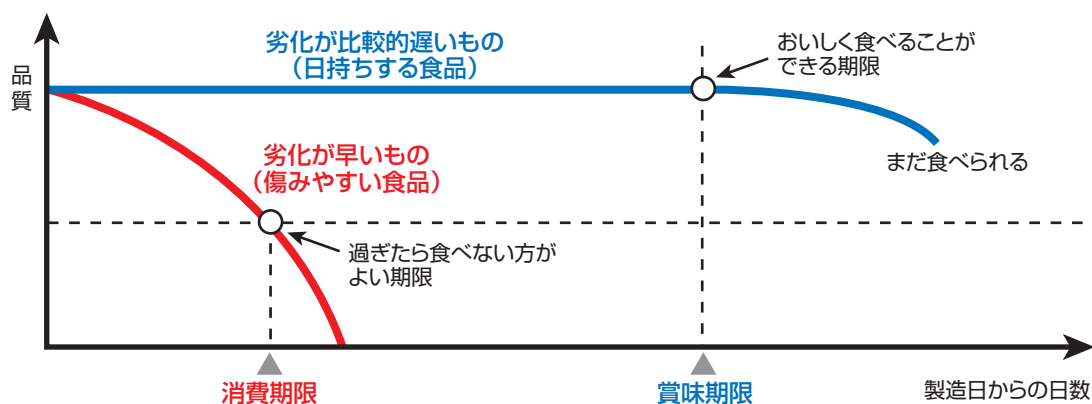 品質
劣化が比較的遅いもの
（日持ちする食品）
おいしく食べることが
できる期限
まだ食べられる
劣化が早いもの
（傷みやすい食品）
過ぎたら食べない方が
よい期限
消費期限
賞味期限
製造日からの日数